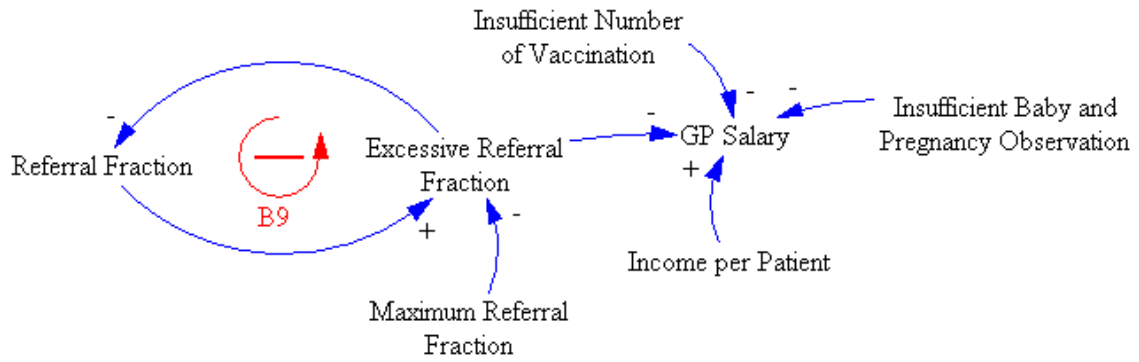 Insufficient Number
of Vaccination
-
-
-
-
Insufficient Baby and
Pregnancy Observation
Referral Fraction
Excessive Referral
Fraction
GP Salary
+
B9
+
-
Income per Patient
Maximum Referral
Fraction